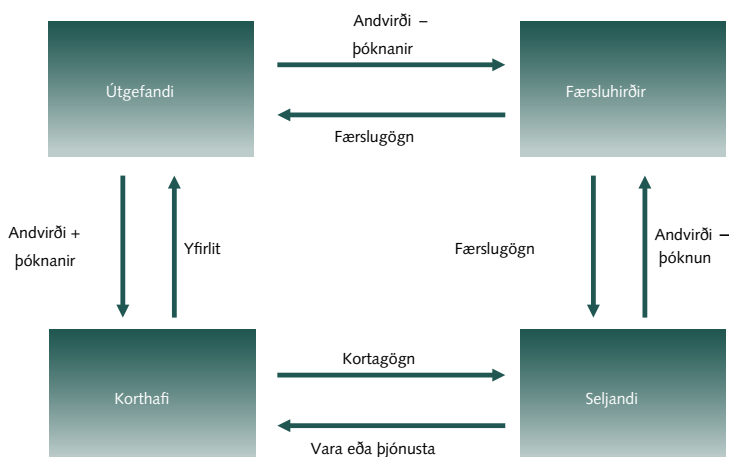 Andvirði –
þóknanir
Útgefandi
Færsluhirðir
Færslugögn
Andvirði +
þóknanir
Yfirlit
Færslugögn
Andvirði –
þóknun
Kortagögn
Korthafi
Seljandi
Vara eða þjónusta